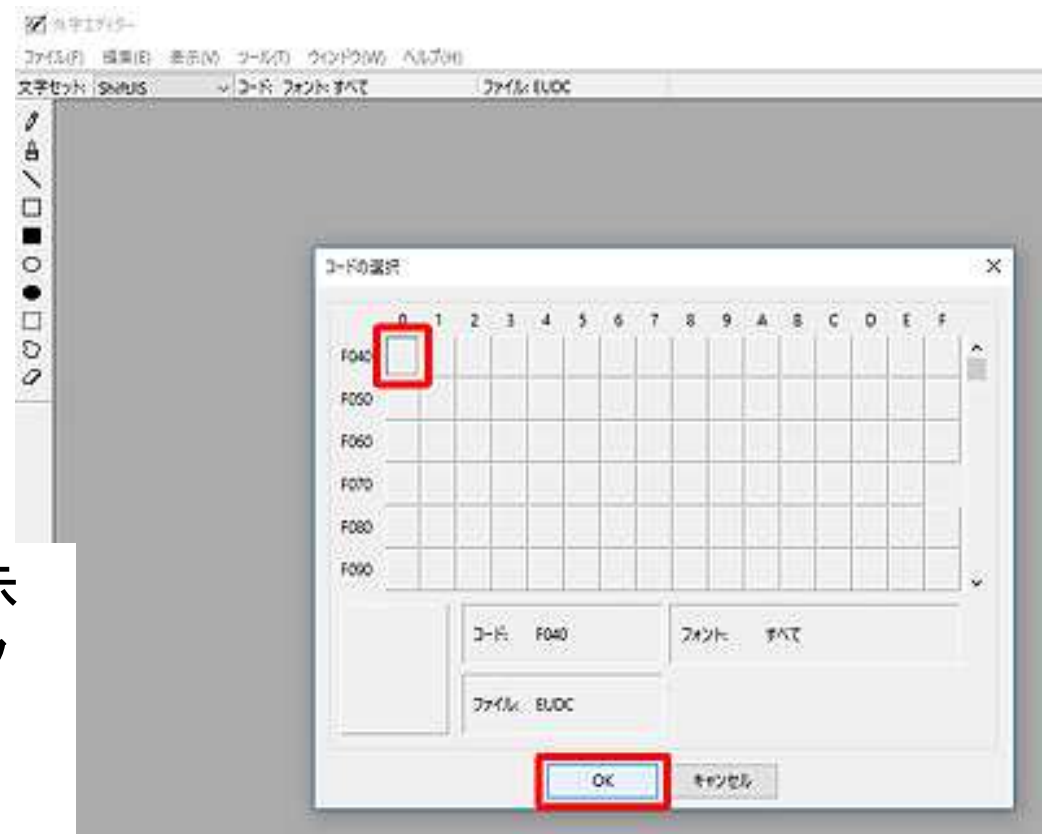 外字エディター
ファイル(F) 編集(E) 表示(V) ツール(T) ウィンドウ(W) ヘルプ(H)
文字セット: ShiftJIS コード: フォント: すべて ファイル: EUDC
コードの選択
0 1 2 3 4 5 6 7 8 9 A B C D E F
F040
F050
F060
F070
F080
F090
コード: F040 フォント: すべて
ファイル: EUDC
OK キャンセル